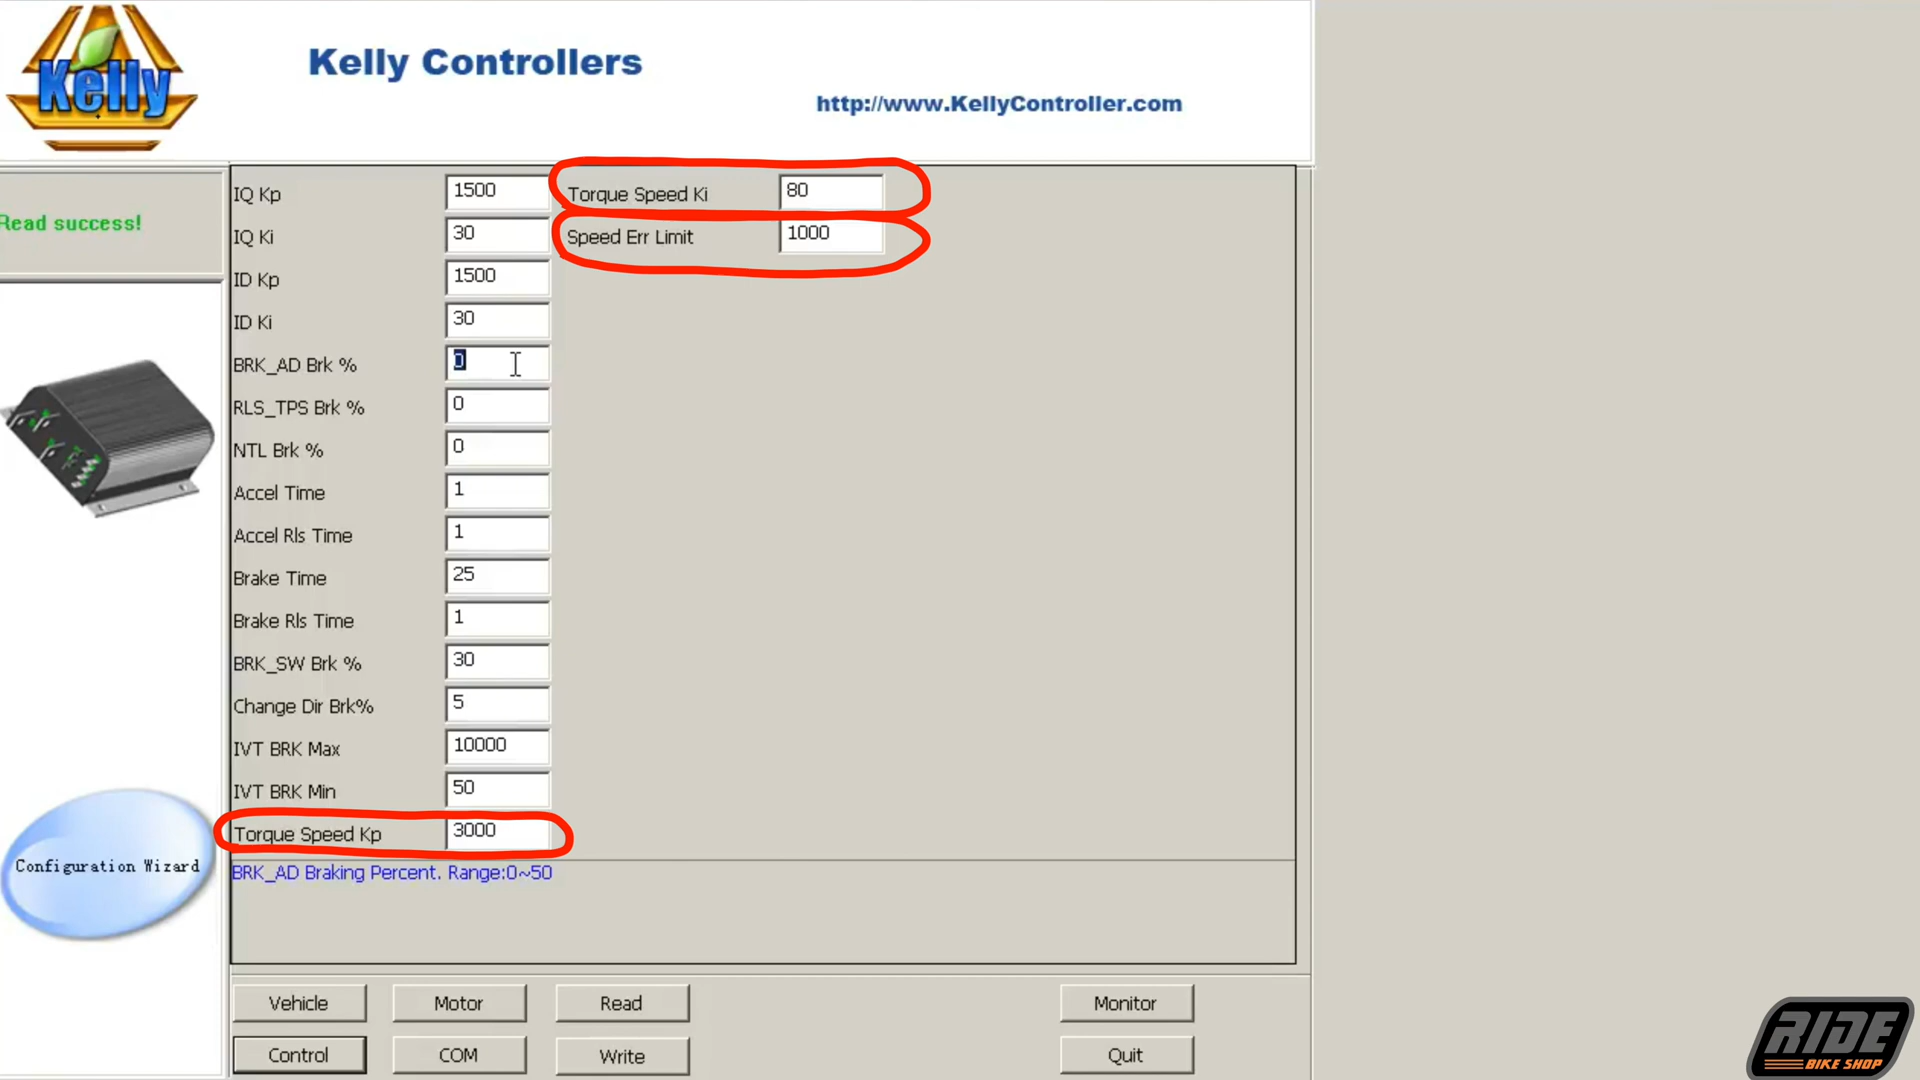 Kelly
Kelly Controllers
http://www.KellyController.com
Read success!
IQ Kp 1500
IQ Ki 30
ID Kp 1500
ID Ki 30
BRK_AD Brk % 0
RLS_TPS Brk % 0
NTL Brk % 0
Accel Time 1
Accel Rls Time 1
Brake Time 25
Brake Rls Time 1
BRK_SW Brk % 30
Change Dir Brk% 5
IVT BRK Max 10000
IVT BRK Min 50
Torque Speed Kp 3000
Torque Speed Ki 80
Speed Err Limit 1000
Configuration Wizard
BRK_AD Braking Percent. Range:0~50
Vehicle Motor Read Monitor
Control COM Write Quit
RIDE
BIKE SHOP